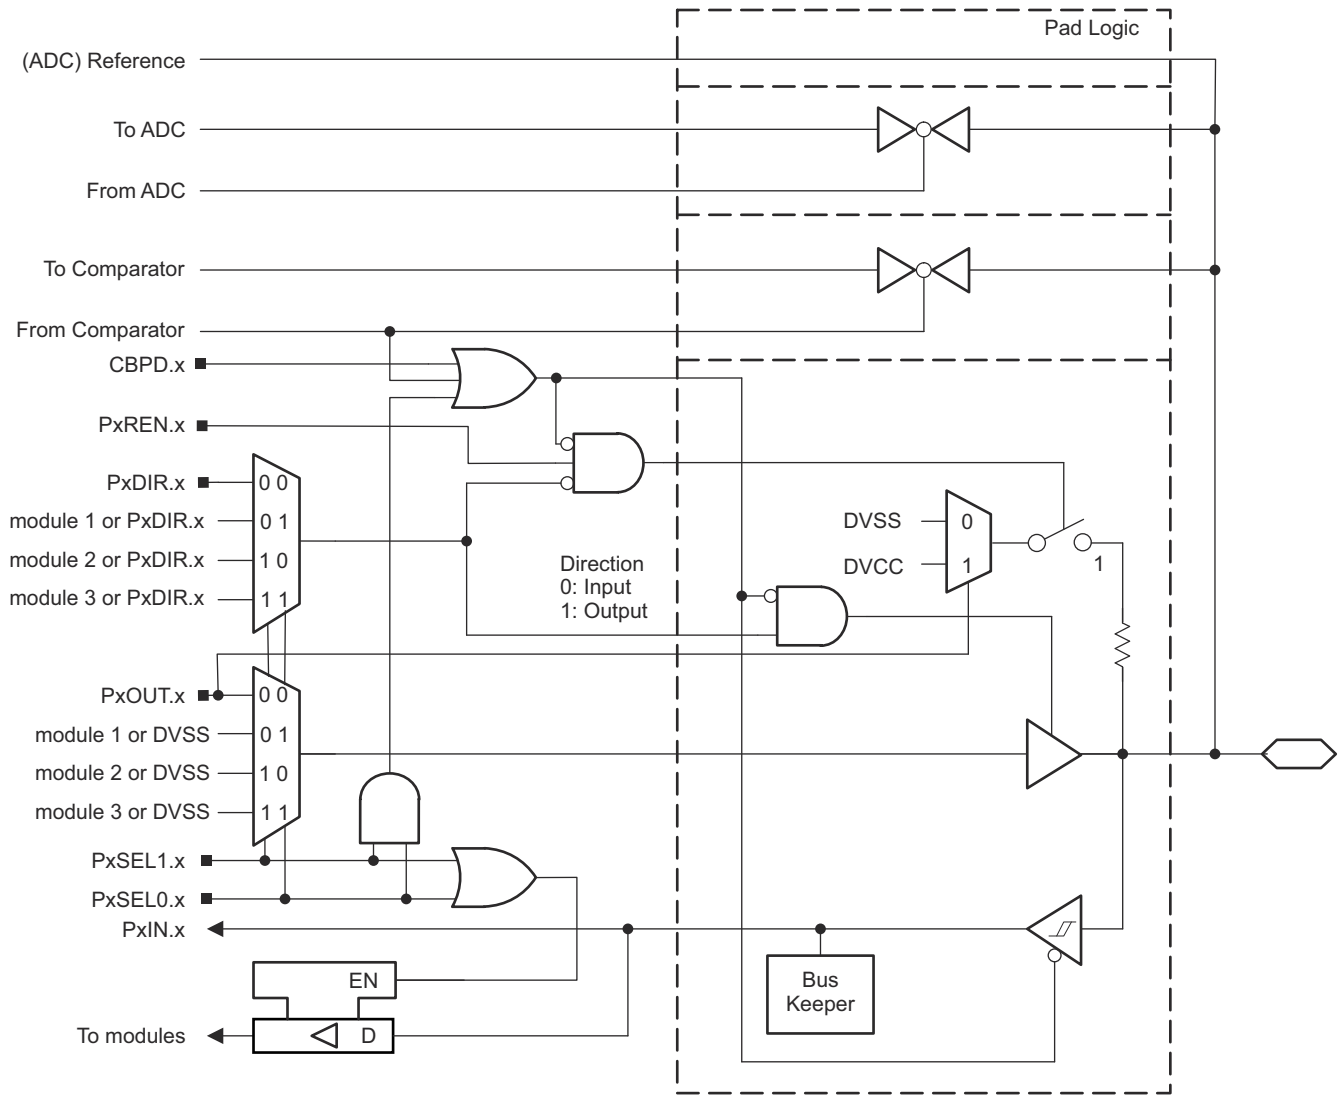 Pad Logic
(ADC) Reference
To ADC
From ADC
To Comparator
From Comparator
CBPD.x
PxREN.x
PxDIR.x
0 0
module 1 or PxDIR.x
0 1
module 2 or PxDIR.x
1 0
module 3 or PxDIR.x
1 1
Direction
0: Input
1: Output
DVSS
0
DVCC
1
1
PxOUT.x
0 0
module 1 or DVSS
0 1
module 2 or DVSS
1 0
module 3 or DVSS
1 1
PxSEL1.x
PxSEL0.x
PxIN.x
EN
Bus
Keeper
To modules
D